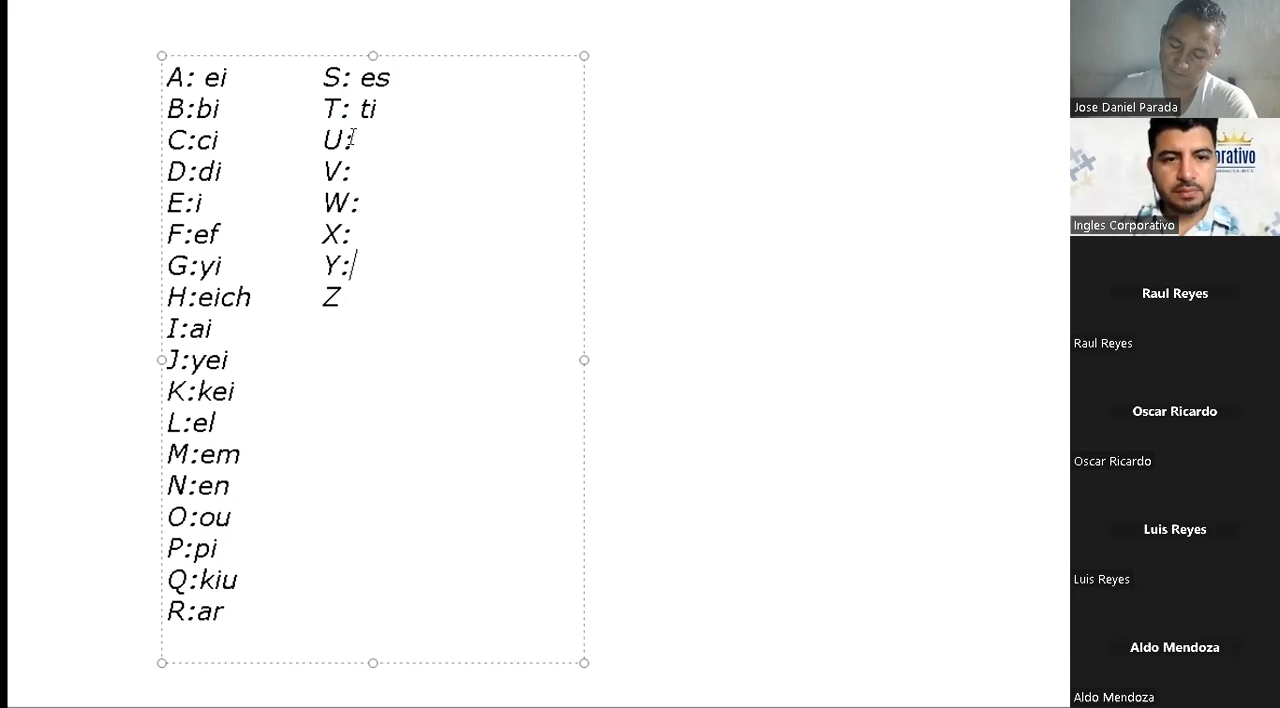 A: ei
B:bi
C:ci
D:di
E:i
F:ef
G:yi
H:eich
I:ai
J:yei
K:kei
L:el
M:em
N:en
O:ou
P:pi
Q:kiu
R:ar
S: es
T: ti
U:
V:
W:
X:
Y:
Z
Jose Daniel Parada
orativo
Ingles Corporativo
Raul Reyes
Raul Reyes
Oscar Ricardo
Oscar Ricardo
Luis Reyes
Luis Reyes
Aldo Mendoza
Aldo Mendoza